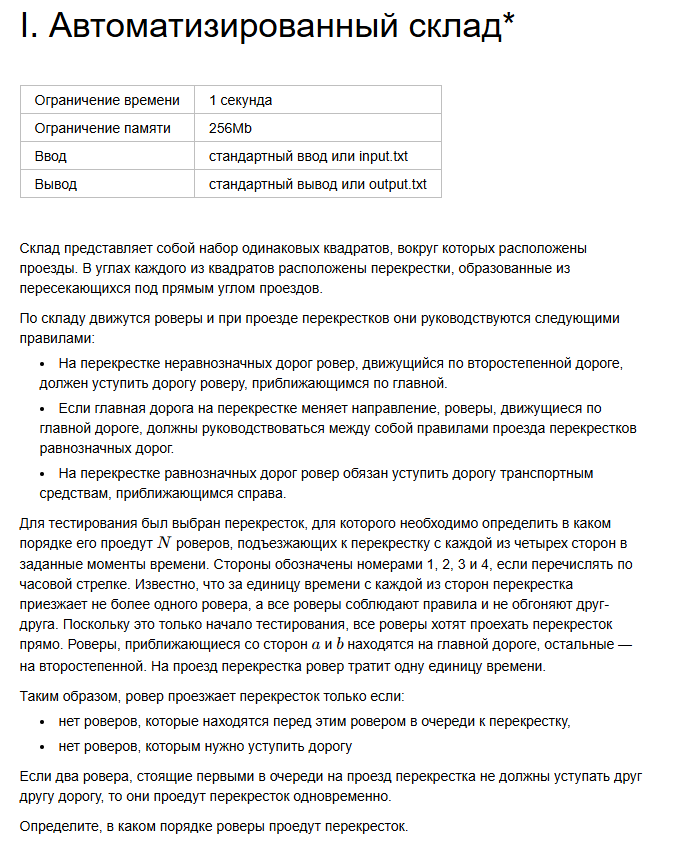 I. Автоматизированный склад*
Ограничение времени 1 секунда
Ограничение памяти 256Mb
Ввод стандартный ввод или input.txt
Вывод стандартный вывод или output.txt
Склад представляет собой набор одинаковых квадратов, вокруг которых расположены
проезды. В углах каждого из квадратов расположены перекрестки, образованные из
пересекающихся под прямым углом проездов.
По складу движутся роверы и при проезде перекрестков они руководствуются следующими
правилами:
• На перекрестке неравнозначных дорог ровер, движущийся по второстепенной дороге,
должен уступить дорогу роверу, приближающимся по главной.
• Если главная дорога на перекрестке меняет направление, роверы, движущиеся по
главной дороге, должны руководствоваться между собой правилами проезда перекрестков
равнозначных дорог.
• На перекрестке равнозначных дорог ровер обязан уступить дорогу транспортным
средствам, приближающимся справа.
Для тестирования был выбран перекресток, для которого необходимо определить в каком
порядке его проедут N роверов, подъезжающих к перекрестку с каждой из четырех сторон в
заданные моменты времени. Стороны обозначены номерами 1, 2, 3 и 4, если перечислять по
часовой стрелке. Известно, что за единицу времени с каждой из сторон перекрестка
приезжает не более одного ровера, а все роверы соблюдают правила и не обгоняют друг-
друга. Поскольку это только начало тестирования, все роверы хотят проехать перекресток
прямо. Роверы, приближающиеся со сторон a и b находятся на главной дороге, остальные —
на второстепенной. На проезд перекрестка ровер тратит одну единицу времени.
Таким образом, ровер проезжает перекресток только если:
• нет роверов, которые находятся перед этим ровером в очереди к перекрестку,
• нет роверов, которым нужно уступить дорогу
Если два ровера, стоящие первыми в очереди на проезд перекрестка не должны уступать друг
другу дорогу, то они проедут перекресток одновременно.
Определите, в каком порядке роверы проедут перекресток.